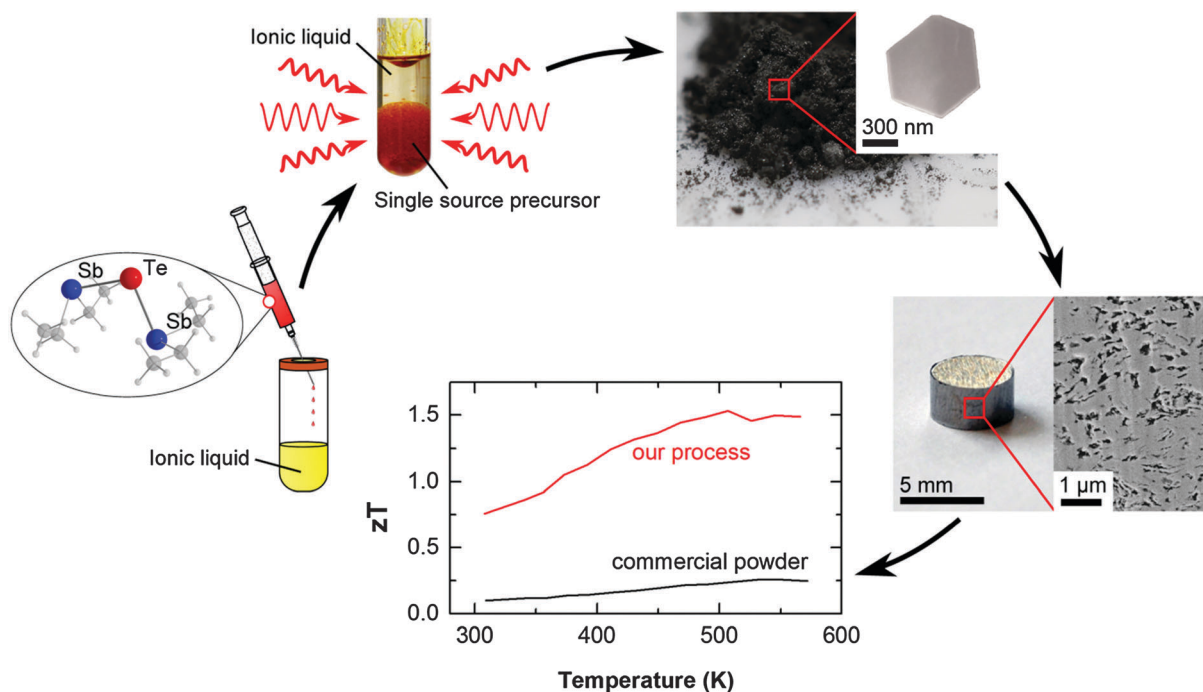 Ionic liquid
Single source precursor
300 nm
Sb
Te
Sb
Ionic liquid
5 mm
1 µm
zT
1.5
1.0
0.5
0.0
our process
commercial powder
300
400
500
600
Temperature (K)